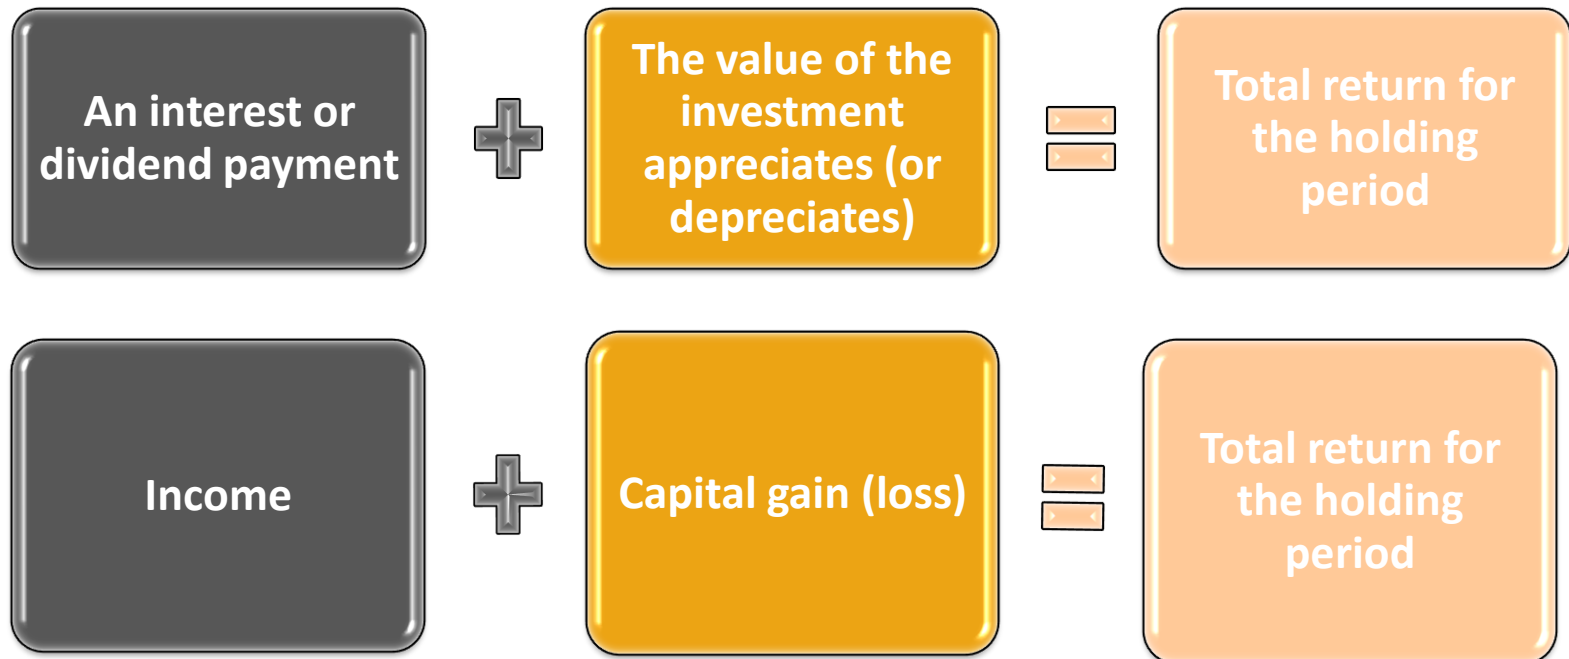 An interest or
dividend payment
The value of the
investment
appreciates (or
depreciates)
Total return for
the holding
period
Income
Capital gain (loss)
Total return for
the holding
period